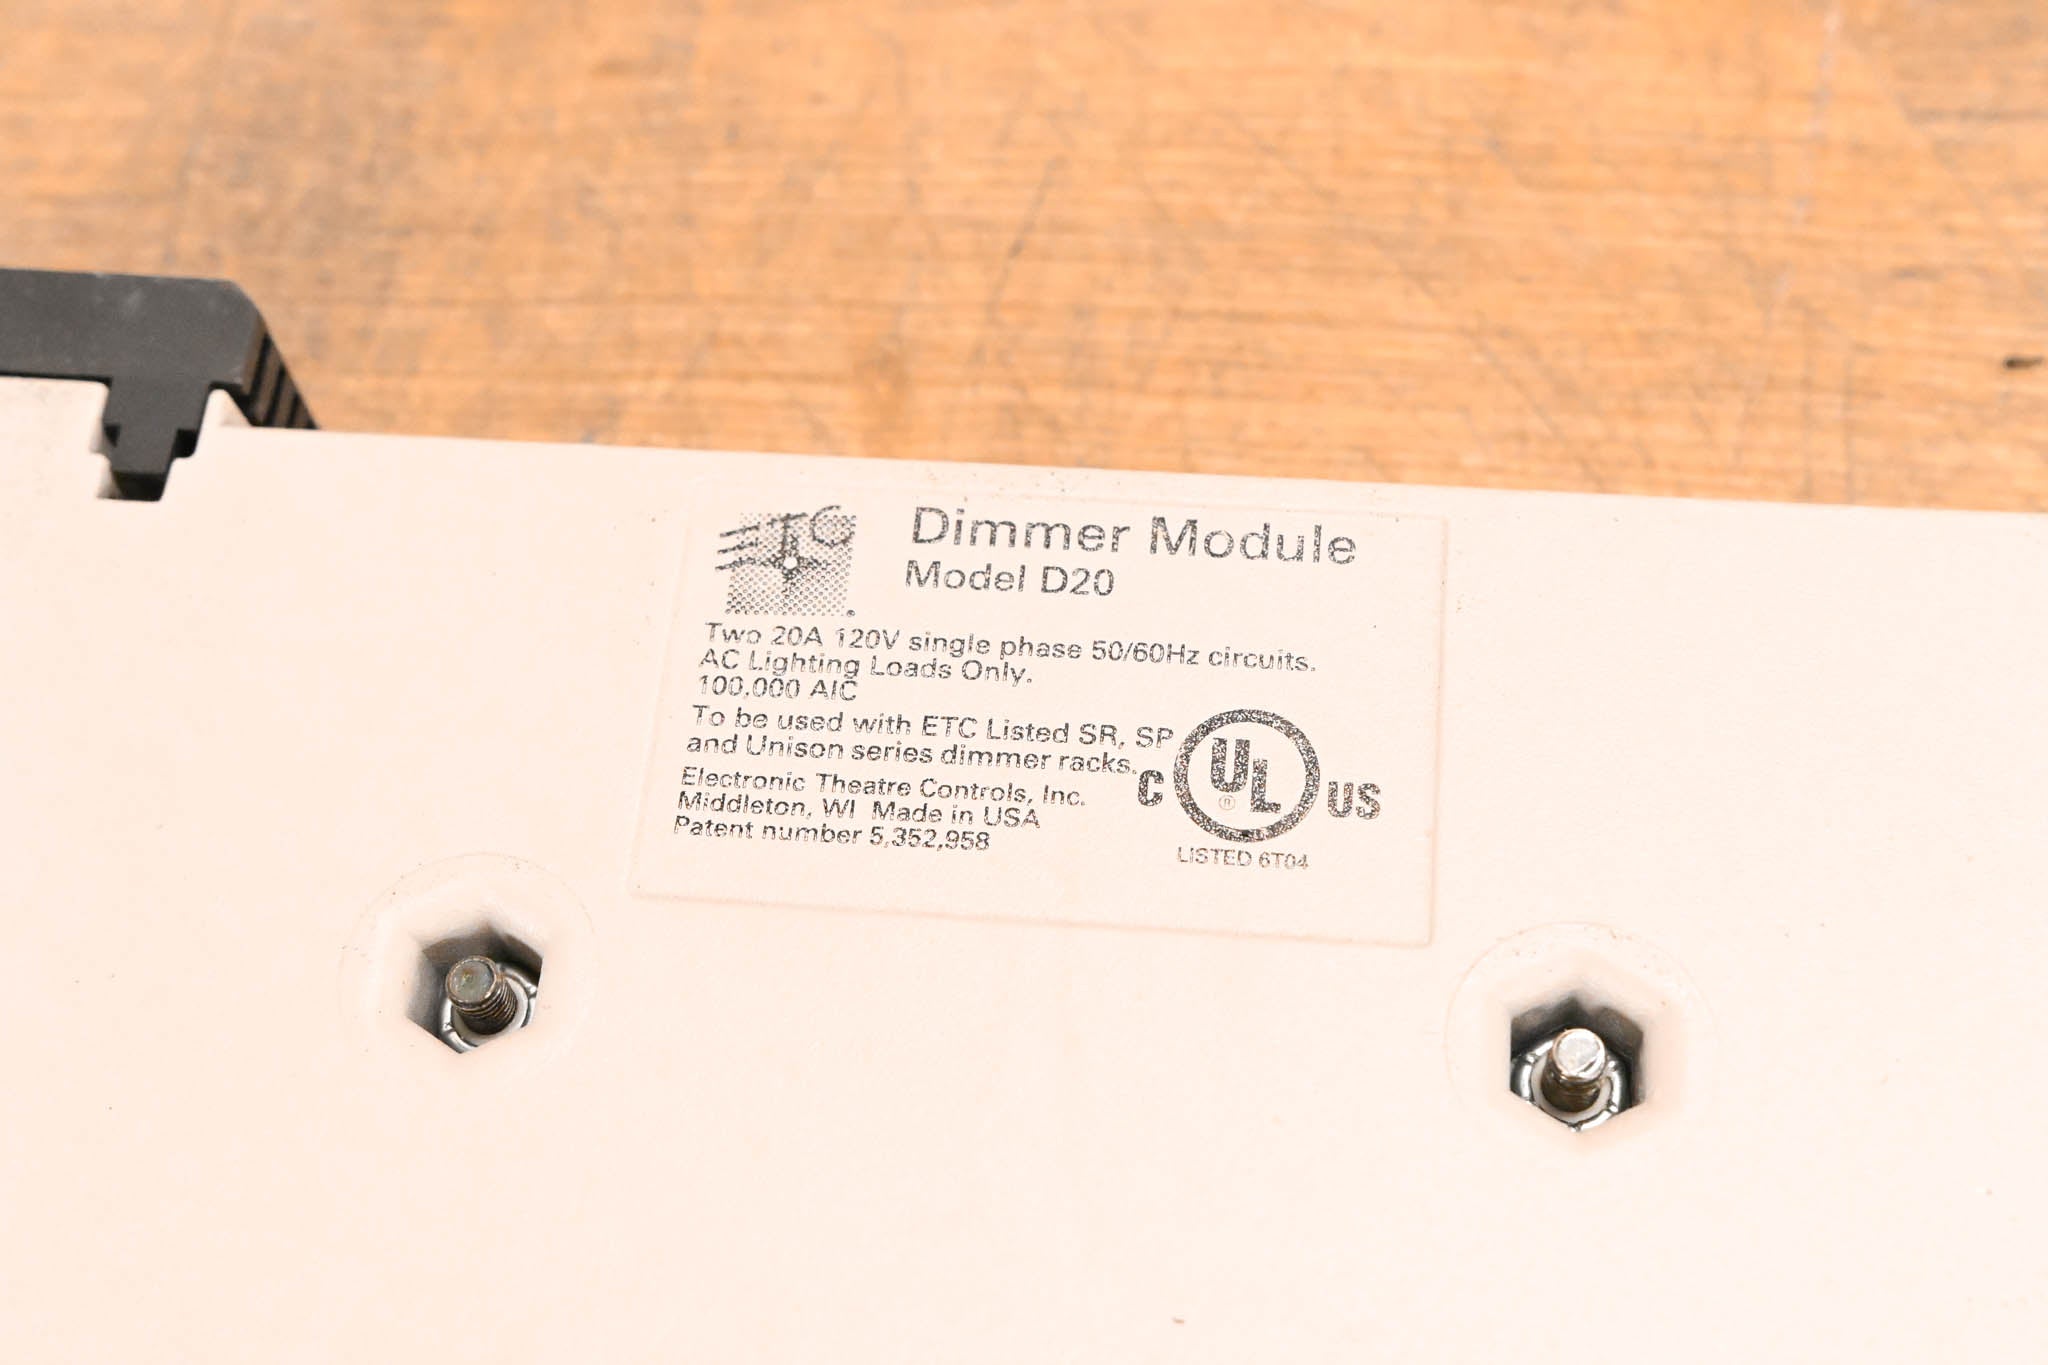 ETC
Dimmer Module
Model D20
Two 20A 120V single phase 50/60Hz circuits.
AC Lighting Loads Only.
100,000 AIC
To be used with ETC Listed SR, SP
and Unison series dimmer racks.
Electronic Theatre Controls, Inc.
Middleton, WI Made in USA
Patent number 5,352,958
C UL ® US
LISTED 6T04